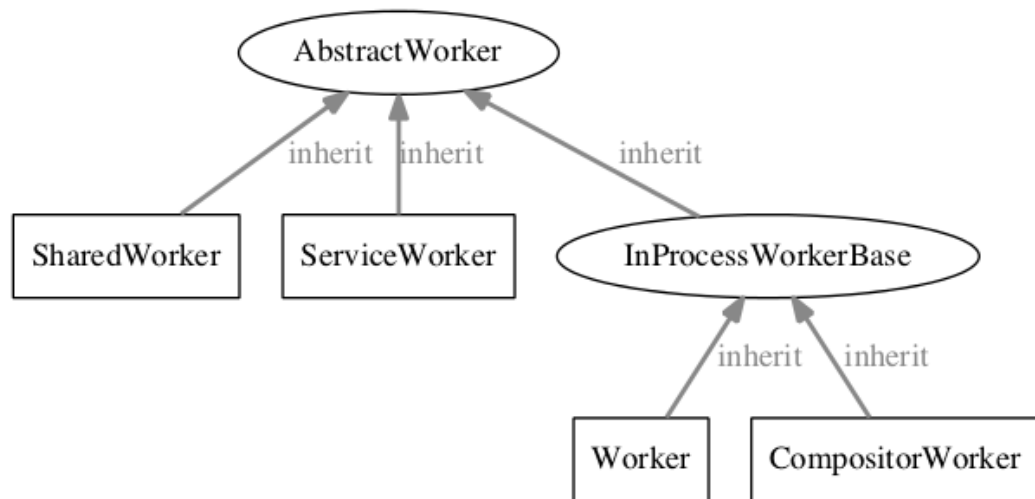 AbstractWorker
inherit
inherit
inherit
SharedWorker
ServiceWorker
InProcessWorkerBase
inherit
inherit
Worker
CompositorWorker